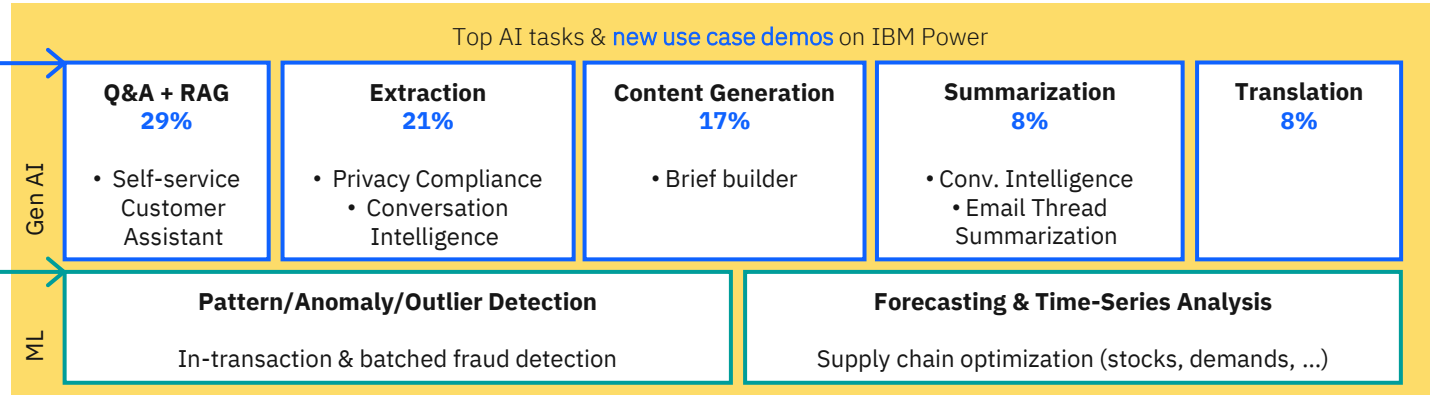 Top AI tasks & new use case demos on IBM Power
Gen AI
Q&A + RAG
29%
• Self-service
Customer
Assistant
Extraction
21%
• Privacy Compliance
• Conversation
Intelligence
Content Generation
17%
• Brief builder
Summarization
8%
• Conv. Intelligence
• Email Thread
Summarization
Translation
8%
ML
Pattern/Anomaly/Outlier Detection
In-transaction & batched fraud detection
Forecasting & Time-Series Analysis
Supply chain optimization (stocks, demands, ...)